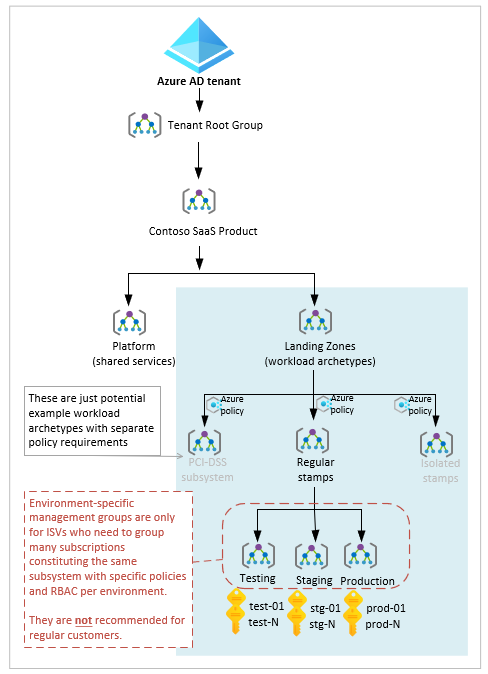 Azure AD tenant
Tenant Root Group
Contoso SaaS Product
Platform
(shared services)
Landing Zones
(workload archetypes)
These are just potential
example workload
archetypes with separate
policy requirements
Azure
policy
Azure
policy
Azure
policy
PCI-DSS
subsystem
Regular
stamps
Isolated
stamps
Environment-specific
management groups are only
for ISVs who need to group
many subscriptions
constituting the same
subsystem with specific policies
and RBAC per environment.
They are not recommended for
regular customers.
Testing
Staging
Production
test-01
test-N
stg-01
stg-N
prod-01
prod-N